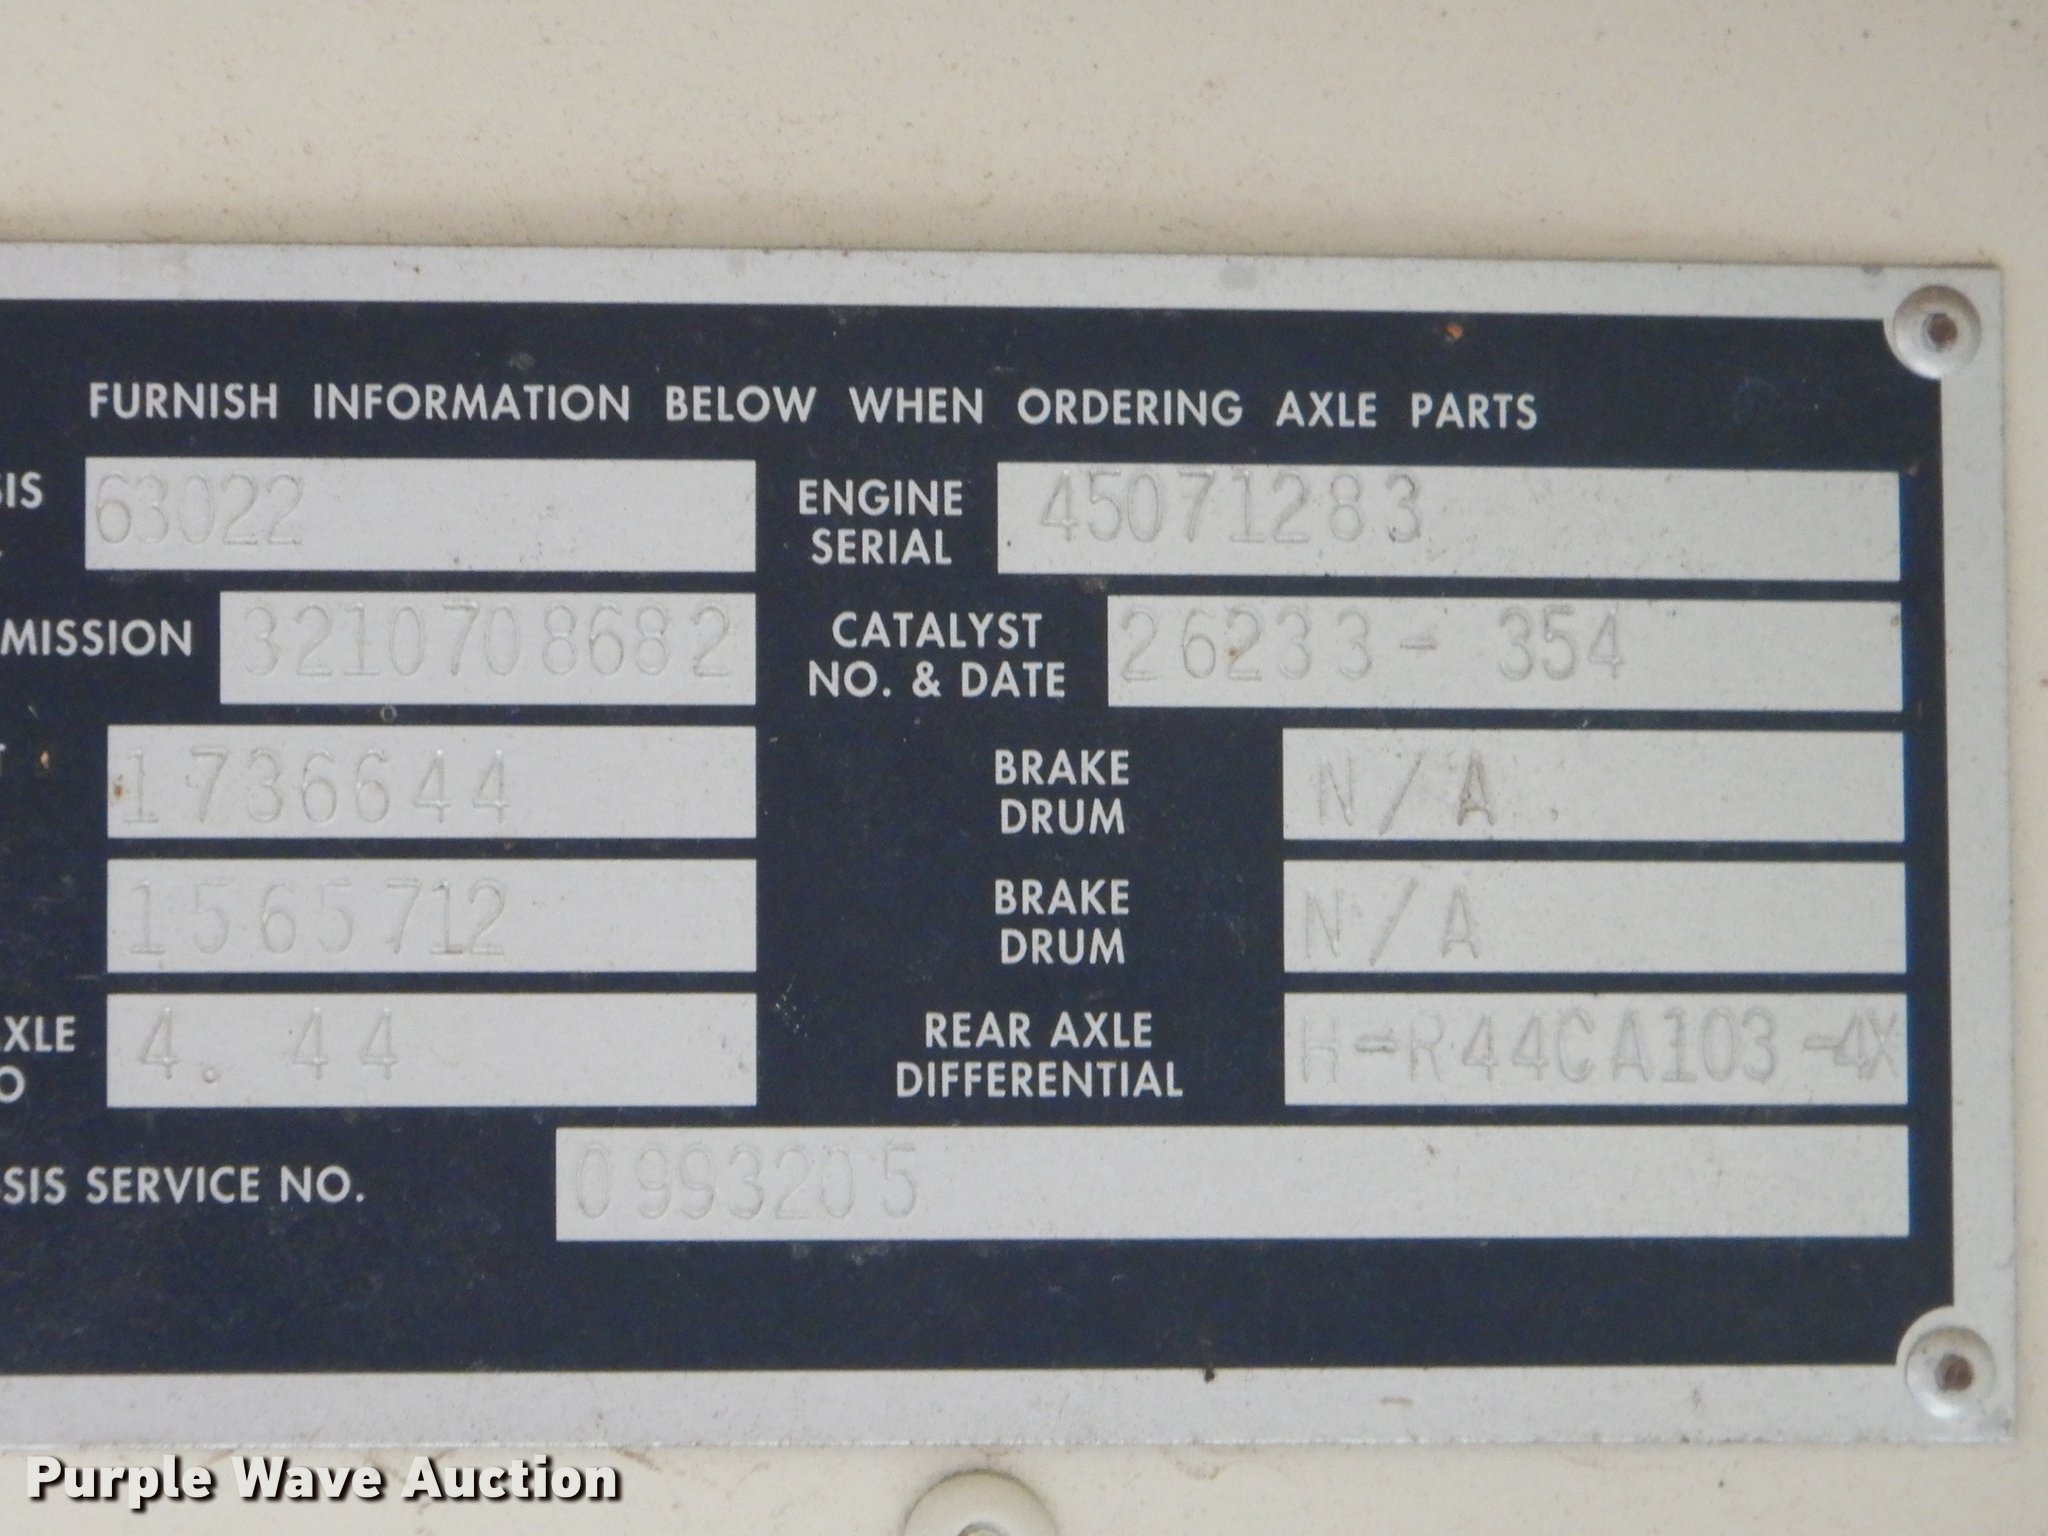 FURNISH INFORMATION BELOW WHEN ORDERING AXLE PARTS
SIS 63022 ENGINE SERIAL 45071283
MISSION 3210708682 CATALYST NO. & DATE 26233- 354
T 1736644 BRAKE DRUM N/A
1565712 BRAKE DRUM N/A
XLE O 4. 44 REAR AXLE DIFFERENTIAL H-R44CA103-4X
SIS SERVICE NO. 0993205
Purple Wave Auction